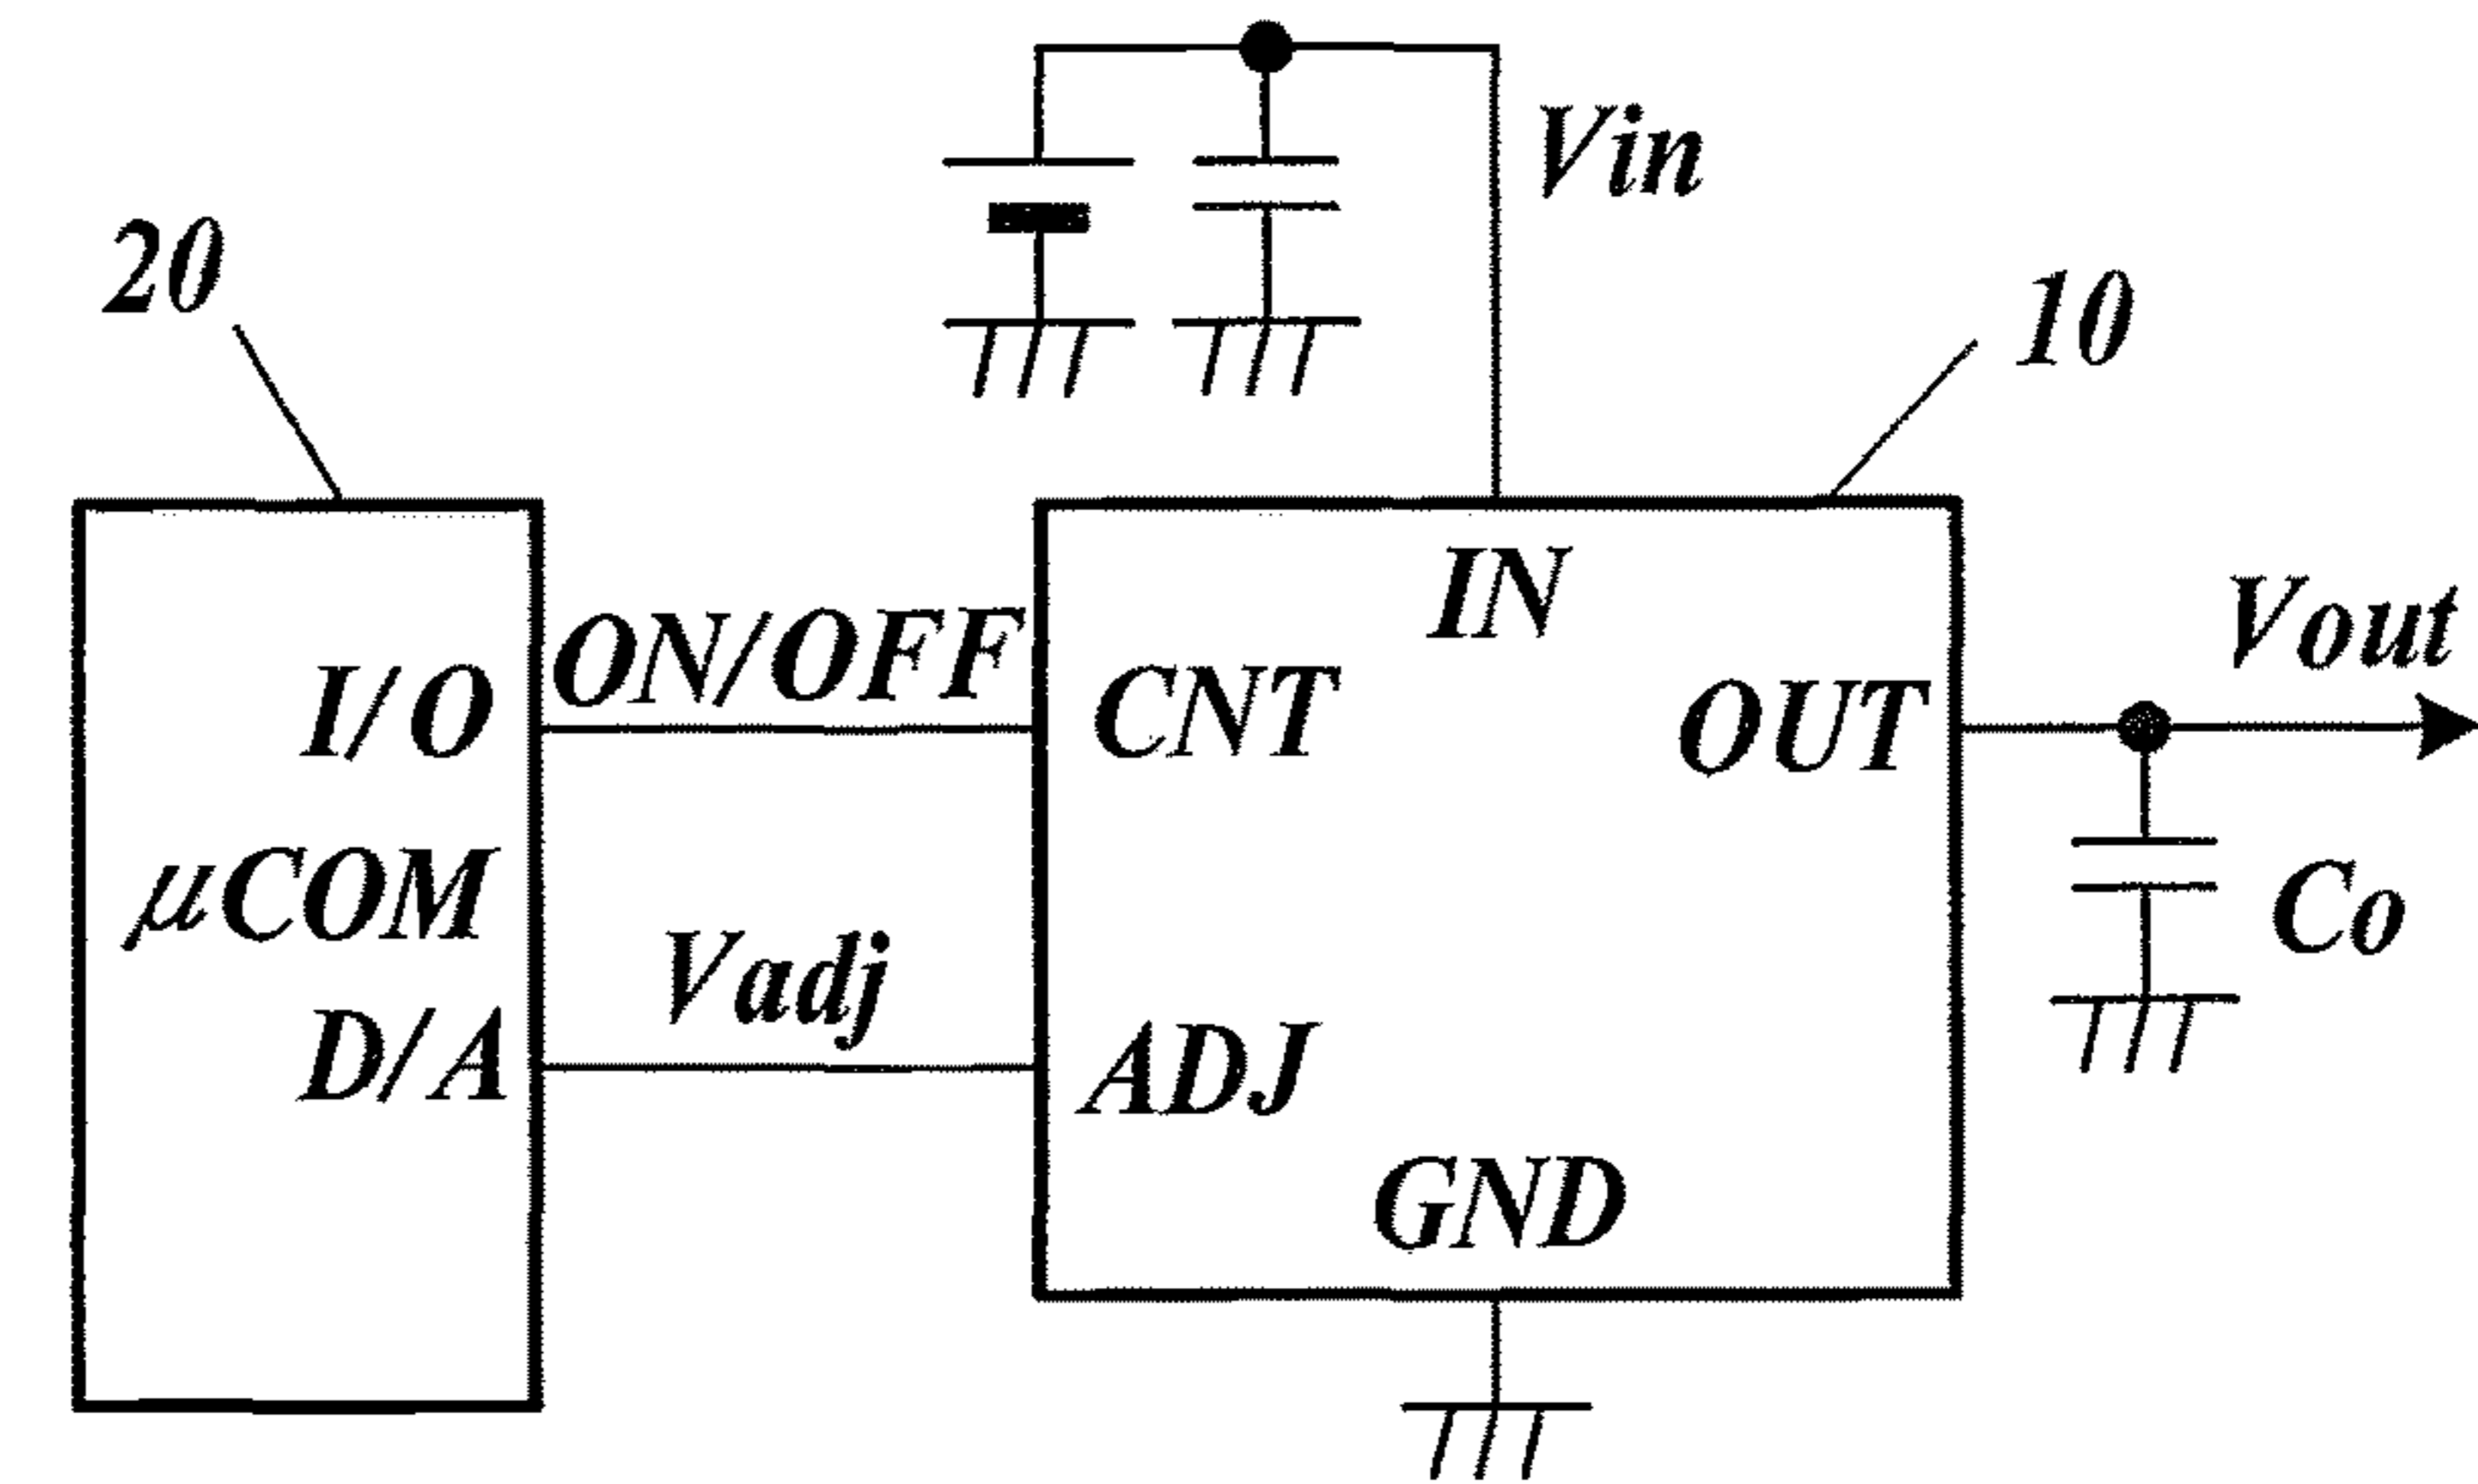 Vin
20
10
IN
ON/OFF
Vout
I/O
CNT
OUT
μCOM
Co
Vadj
D/A
ADJ
GND